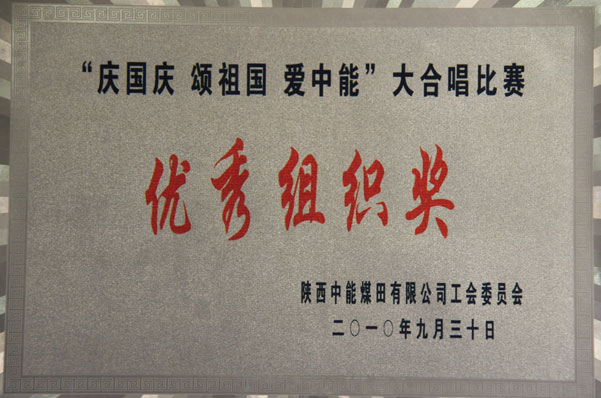 “庆国庆 颂祖国 爱中能”大合唱比赛
优秀组织奖
陕西中能煤田有限公司工会委员会
二〇一〇年九月三十日